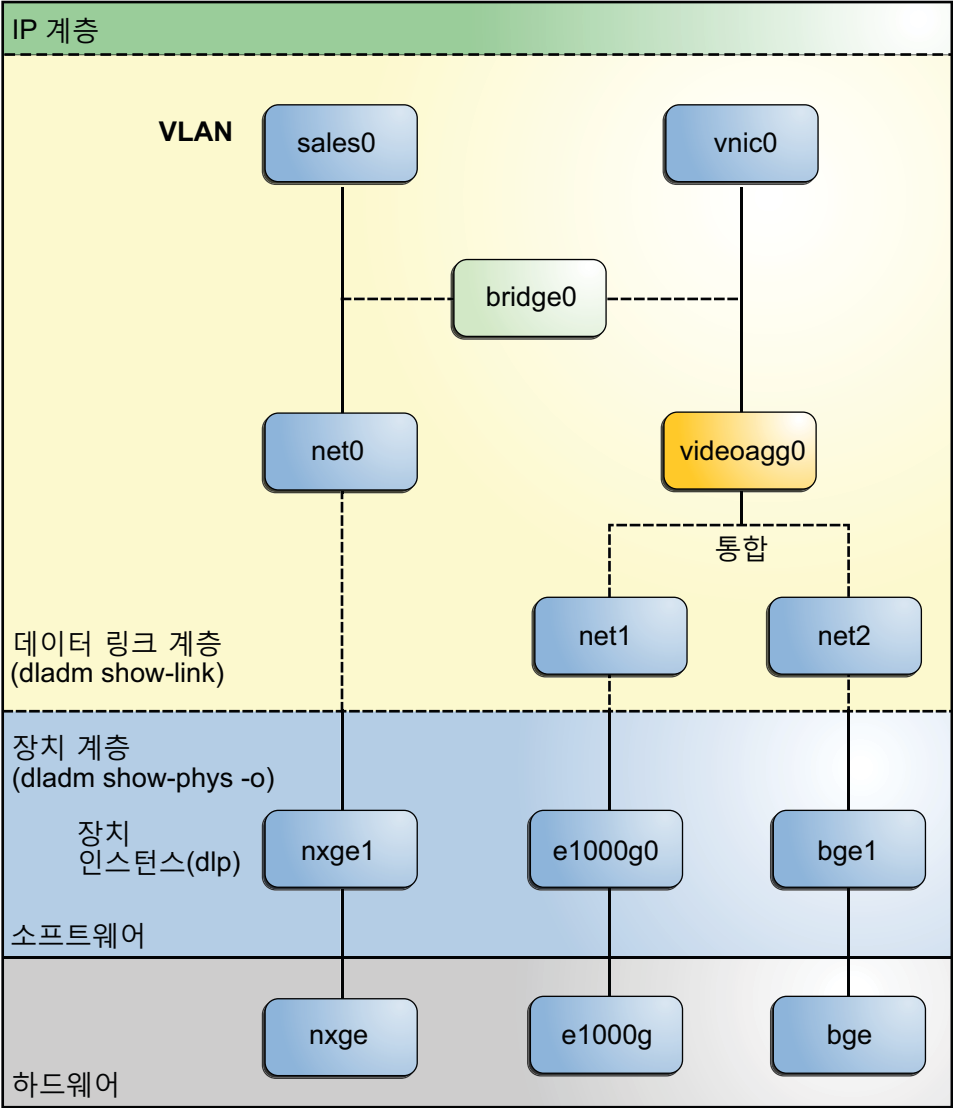 IP 계층
VLAN
sales0
vnic0
bridge0
net0
videoagg0
통합
net1
net2
데이터 링크 계층
(dladm show-link)
장치 계층
(dladm show-phys -o)
장치
인스턴스(dlp)
nxge1
e1000g0
bge1
소프트웨어
nxge
e1000g
bge
하드웨어